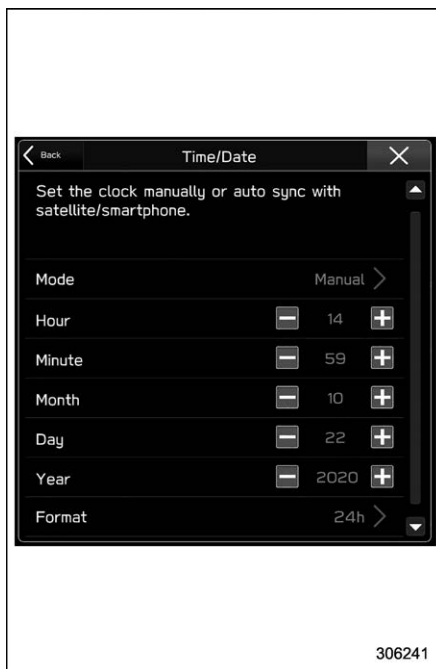 Back Time/Date
Set the clock manually or auto sync with
satellite/smartphone.
Mode Manual
Hour 14
Minute 59
Month 10
Day 22
Year 2020
Format 24h
306241